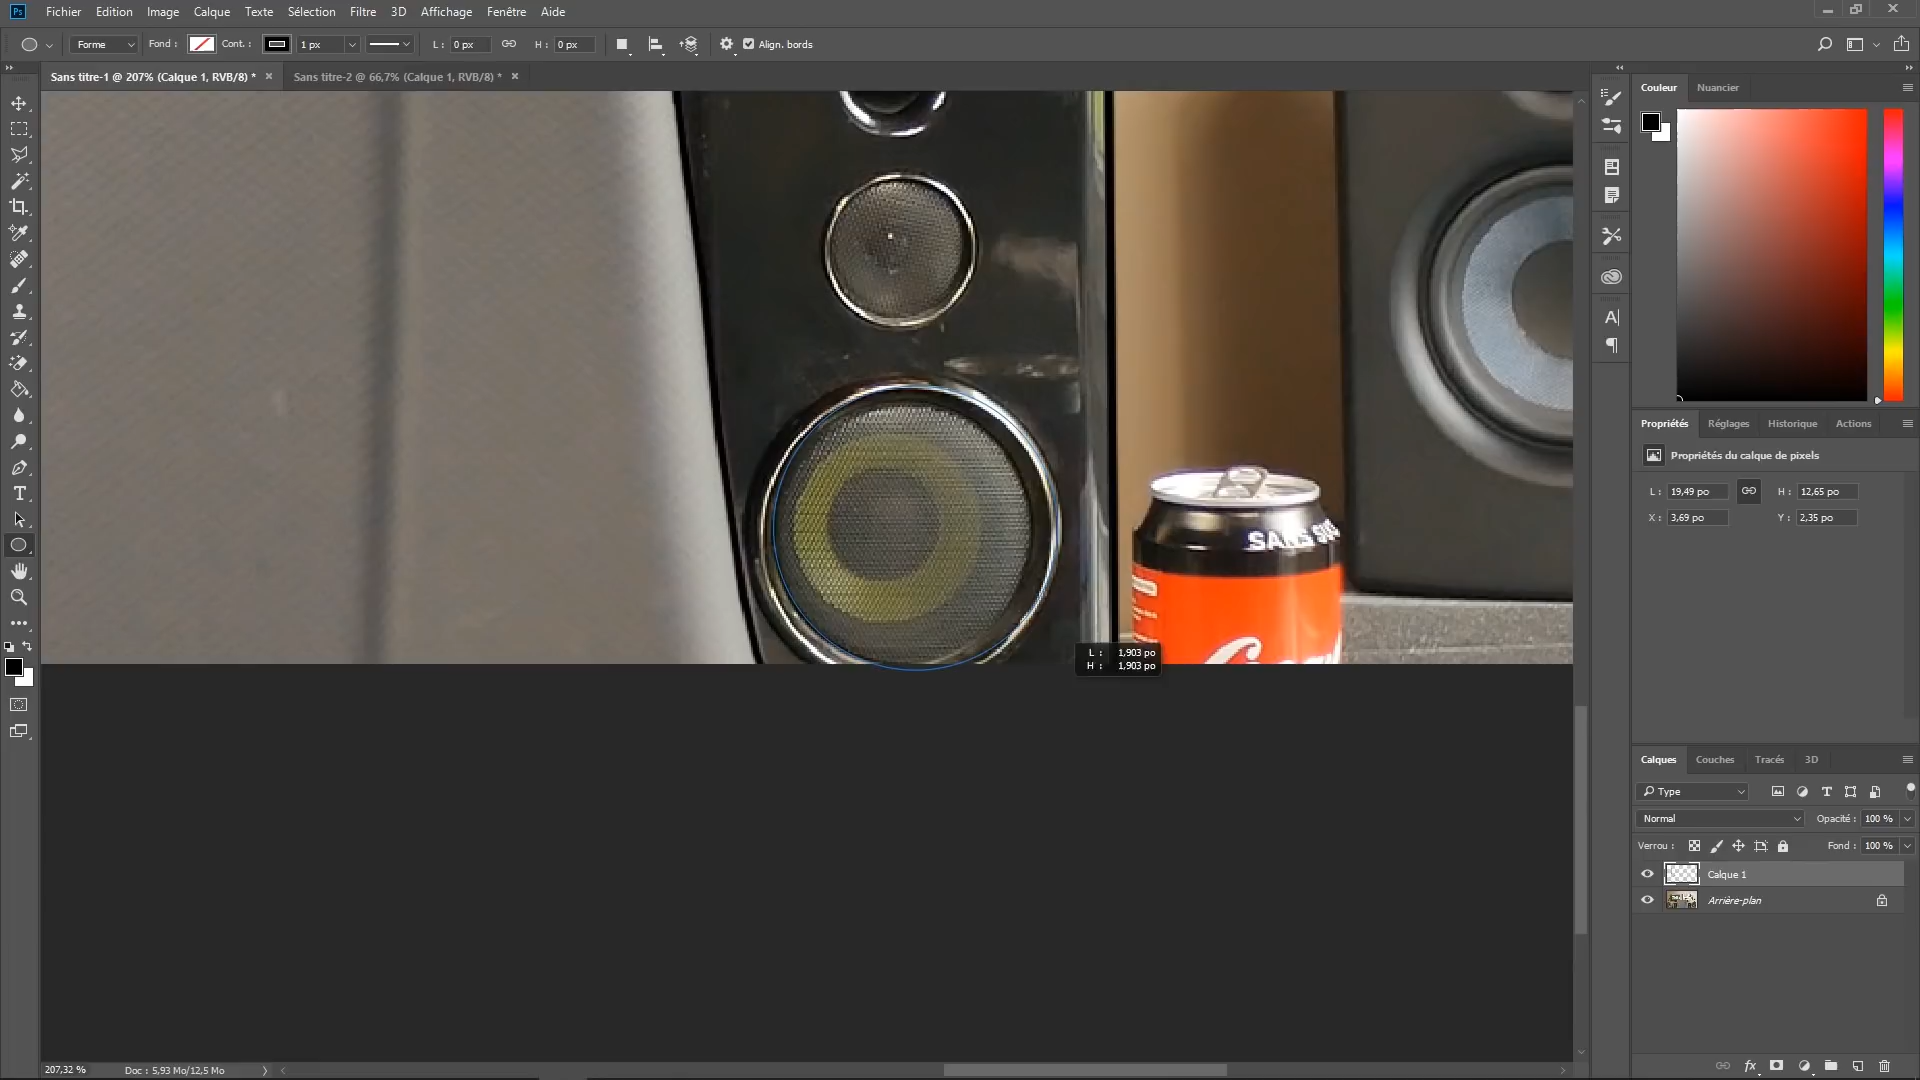 Ps Fichier Edition Image Calque Texte Sélection Filtre 3D Affichage Fenêtre Aide
Forme Fond : Cont. : 1 px L : 0 px H : 0 px Align. bords
Sans titre-1 @ 207% (Calque 1, RVB/8) * × Sans titre-2 @ 66,7% (Calque 1, RVB/8) * ×
Couleur Nuancier
Propriétés Réglages Historique Actions
Propriétés du calque de pixels
L : 19,49 po H : 12,65 po
X : 3,69 po Y : 2,35 po
SANS
L : 1,903 po
H : 1,903 po
Calques Couches Tracés 3D
Type
Normal Opacité : 100 %
Verrou : Fond : 100 %
Calque 1
Arrière-plan
207,32 % Doc : 5,93 Mo/12,5 Mo